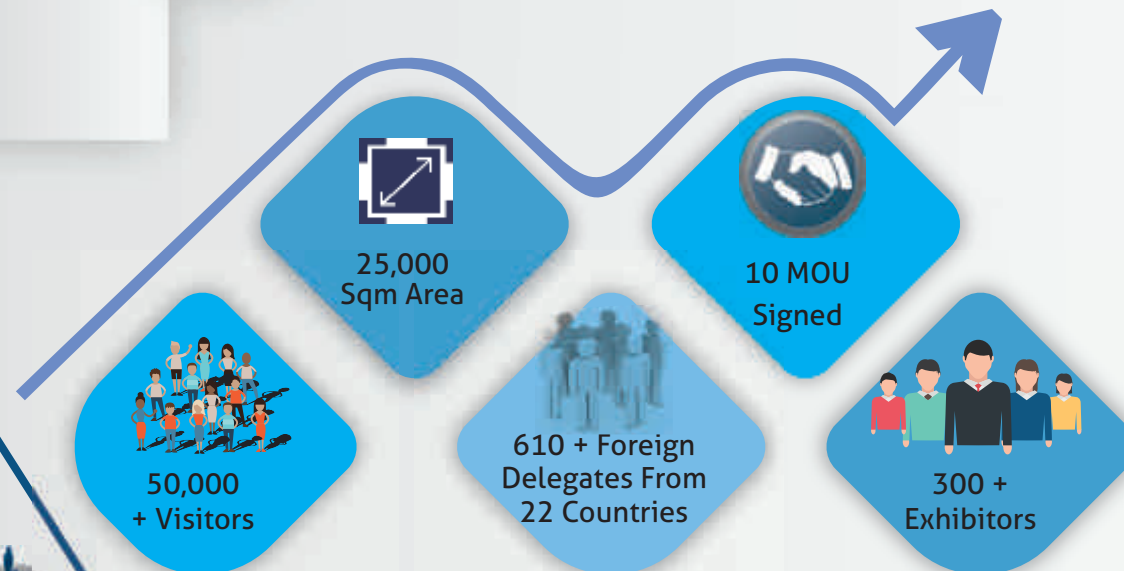 25,000
Sqm Area
10 MOU
Signed
50,000
+ Visitors
610 + Foreign
Delegates From
22 Countries
300 +
Exhibitors